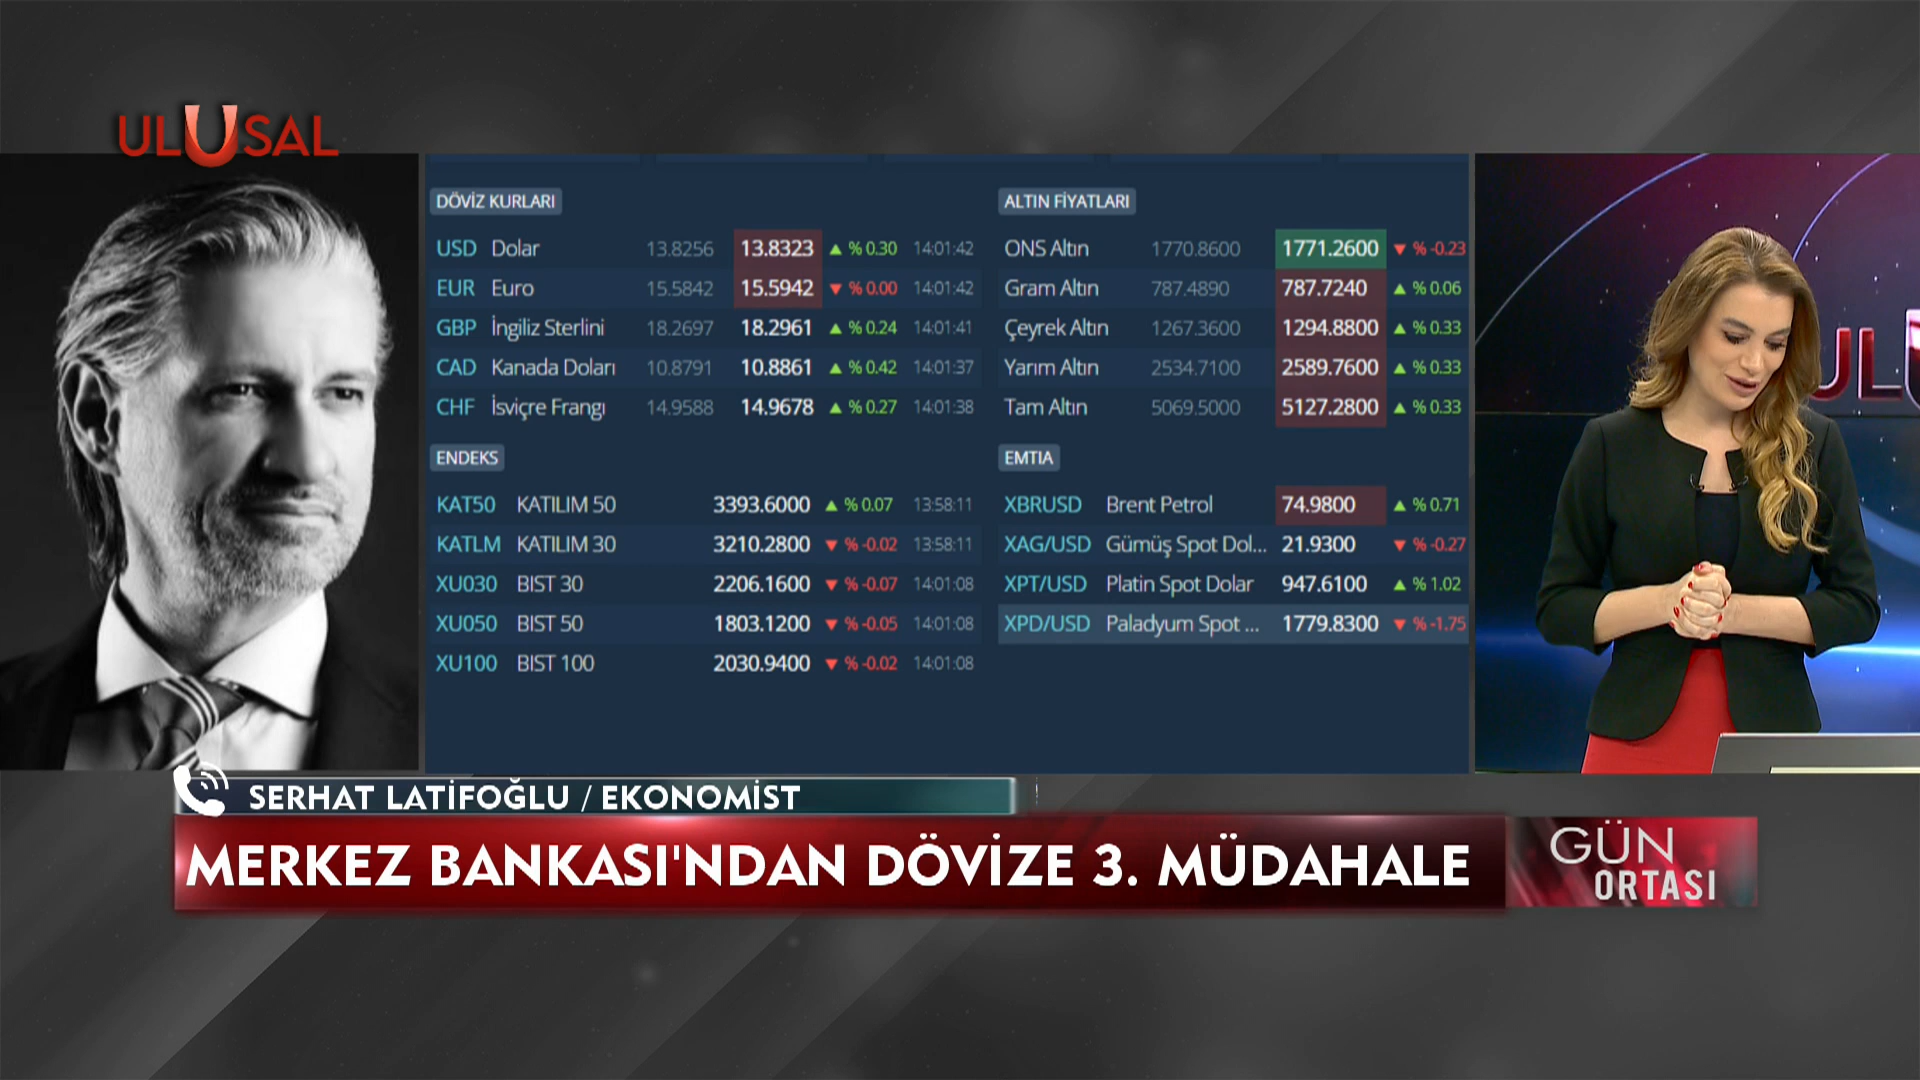 ULUSAL
DÖVİZ KURLARI
USD Dolar 13.8256 13.8323 ▲ % 0.30 14:01:42
EUR Euro 15.5842 15.5942 ▼ % 0.00 14:01:42
GBP İngiliz Sterlini 18.2697 18.2961 ▲ % 0.24 14:01:41
CAD Kanada Doları 10.8791 10.8861 ▲ % 0.42 14:01:37
CHF İsviçre Frangı 14.9588 14.9678 ▲ % 0.27 14:01:38
ENDEKS
KAT50 KATILIM 50 3393.6000 ▲ % 0.07 13:58:11
KATLM KATILIM 30 3210.2800 ▼ % -0.02 13:58:11
XU030 BIST 30 2206.1600 ▼ % -0.07 14:01:08
XU050 BIST 50 1803.1200 ▼ % -0.05 14:01:08
XU100 BIST 100 2030.9400 ▼ % -0.02 14:01:08
ALTIN FİYATLARI
ONS Altın 1770.8600 1771.2600 ▼ % -0.23
Gram Altın 787.4890 787.7240 ▲ % 0.06
Çeyrek Altın 1267.3600 1294.8800 ▲ % 0.33
Yarım Altın 2534.7100 2589.7600 ▲ % 0.33
Tam Altın 5069.5000 5127.2800 ▲ % 0.33
EMTIA
XBRUSD Brent Petrol 74.9800 ▲ % 0.71
XAG/USD Gümüş Spot Dol... 21.9300 ▼ % -0.27
XPT/USD Platin Spot Dolar 947.6100 ▲ % 1.02
XPD/USD Paladyum Spot ... 1779.8300 ▼ % -1.75
SERHAT LATİFOĞLU / EKONOMİST
MERKEZ BANKASI'NDAN DÖVİZE 3. MÜDAHALE
GÜN
ORTASI